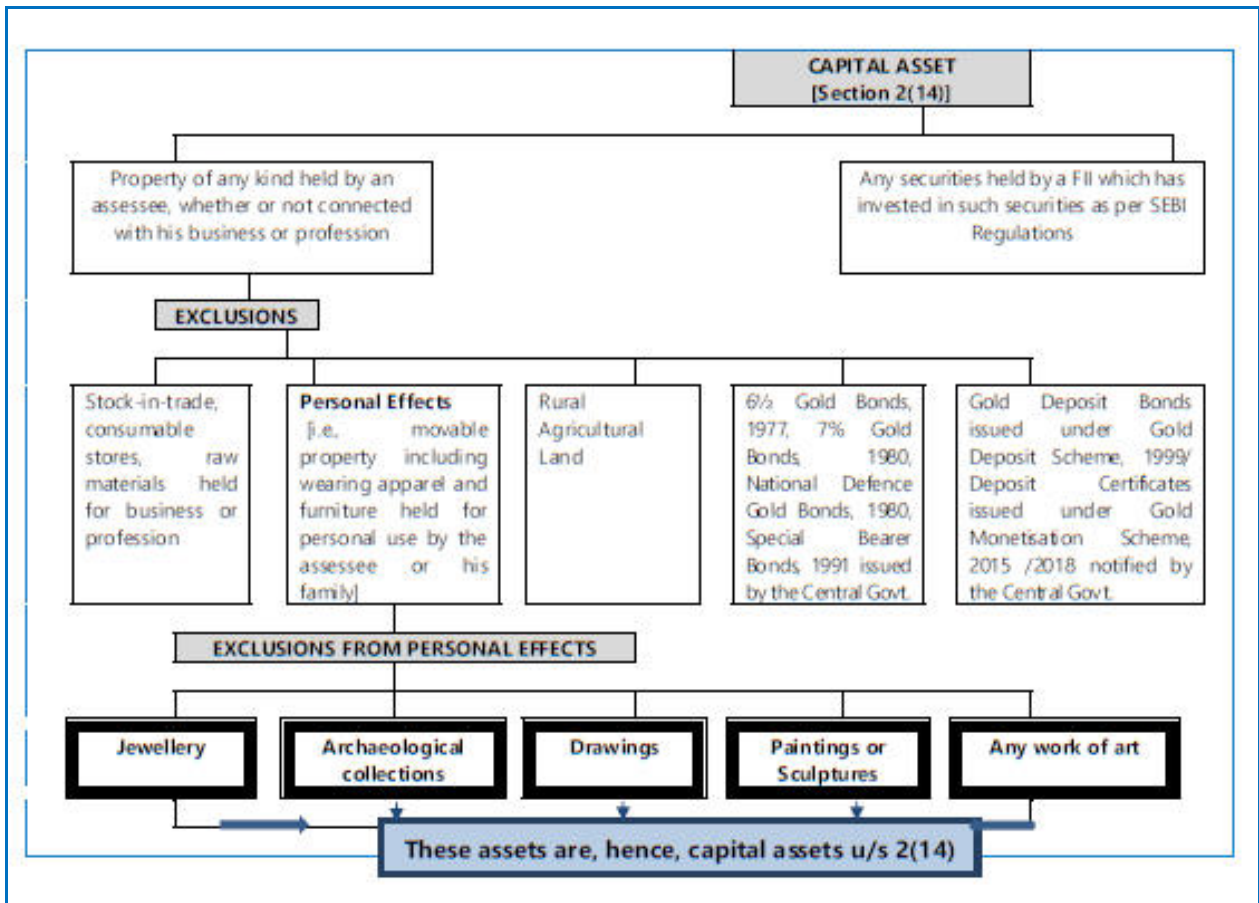 CAPITAL ASSET
[Section 2(14)]
Property of any kind held by an
assessee, whether or not connected
with his business or profession
Any securities held by a FII which has
invested in such securities as per SEBI
Regulations
EXCLUSIONS
Stock-in-trade,
consumable
stores, raw
materials held
for business or
profession
Personal Effects
[i.e., movable
property including
wearing apparel and
furniture held for
personal use by the
assessee or his
family]
Rural
Agricultural
Land
6½ Gold Bonds,
1977, 7% Gold
Bonds, 1980,
National Defence
Gold Bonds, 1980,
Special Bearer
Bonds, 1991 issued
by the Central Govt.
Gold Deposit Bonds
issued under Gold
Deposit Scheme, 1999/
Deposit Certificates
issued under Gold
Monetisation Scheme,
2015 /2018 notified by
the Central Govt.
EXCLUSIONS FROM PERSONAL EFFECTS
Jewellery
Archaeological
collections
Drawings
Paintings or
Sculptures
Any work of art
These assets are, hence, capital assets u/s 2(14)